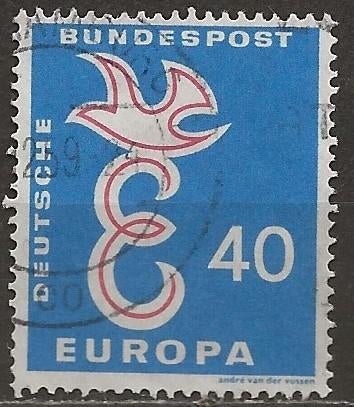 DEUTSCHE
BUNDESPOST
40
EUROPA
andré van der vossen